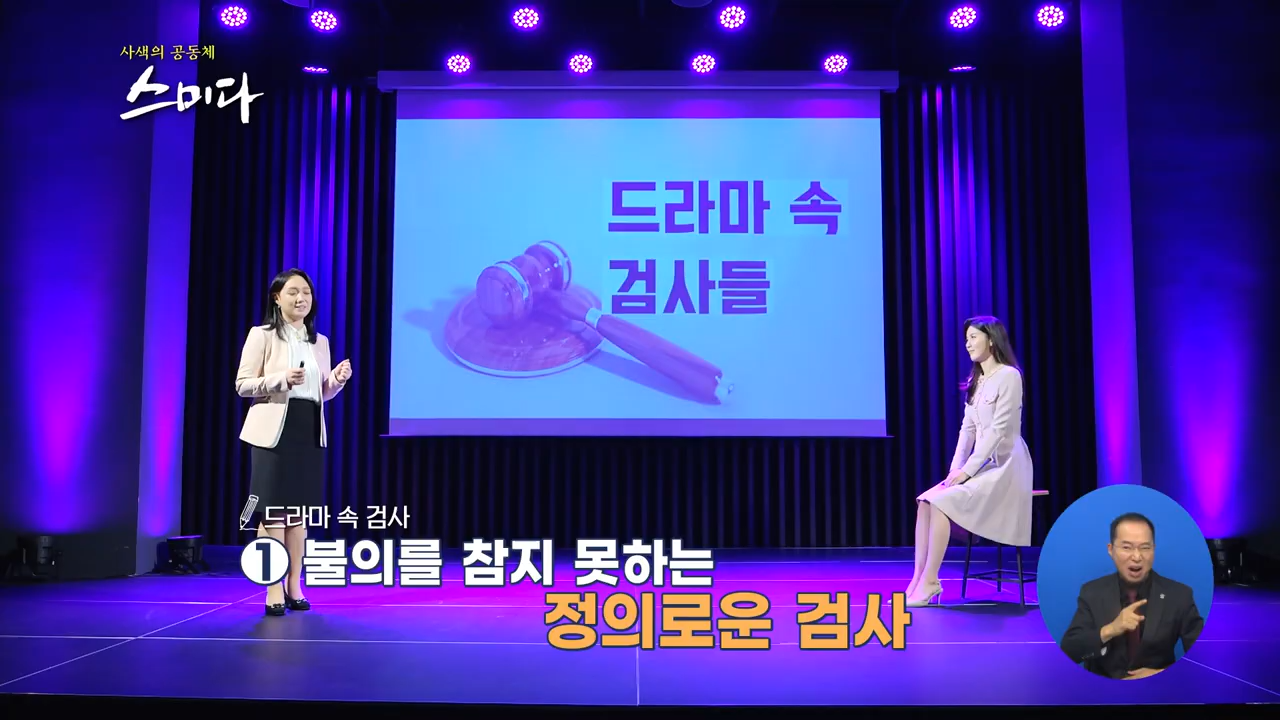 사색의 공동체
스미다
드라마 속
검사들
드라마 속 검사
① 불의를 참지 못하는
정의로운 검사